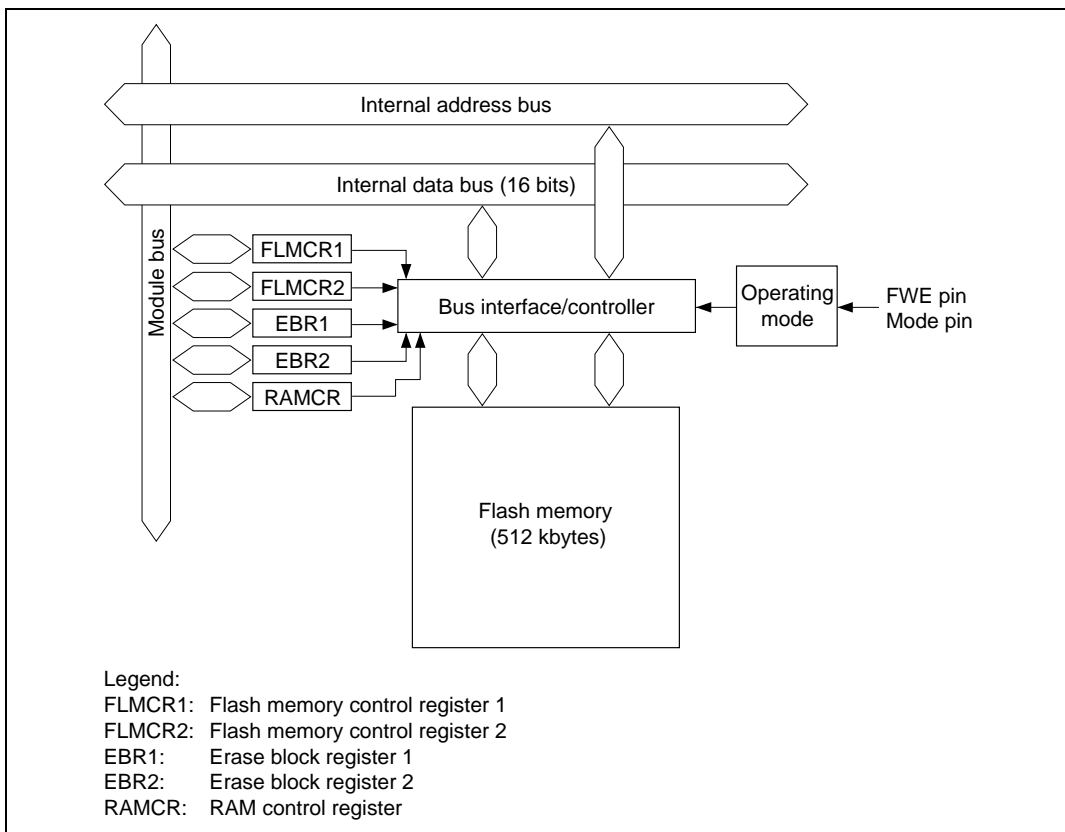 Internal address bus
Internal data bus (16 bits)
Module bus
FLMCR1
FLMCR2
EBR1
EBR2
RAMCR
Bus interface/controller
Operating
mode
FWE pin
Mode pin
Flash memory
(512 kbytes)
Legend:
FLMCR1: Flash memory control register 1
FLMCR2: Flash memory control register 2
EBR1: Erase block register 1
EBR2: Erase block register 2
RAMCR: RAM control register